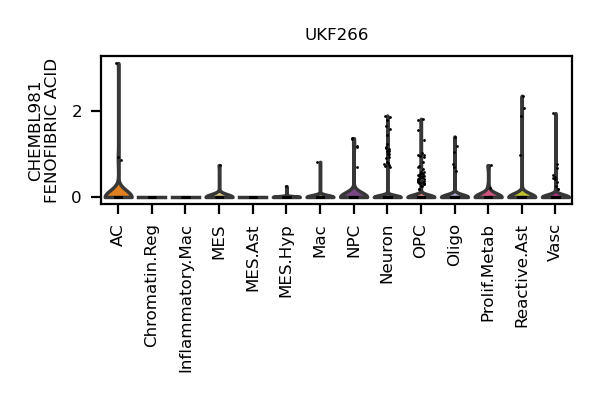 UKF266
CHEMBL981
FENOFIBRIC ACID
2
0
AC
Chromatin.Reg
Inflammatory.Mac
MES
MES.Ast
MES.Hyp
Mac
NPC
Neuron
OPC
Oligo
Prolif.Metab
Reactive.Ast
Vasc